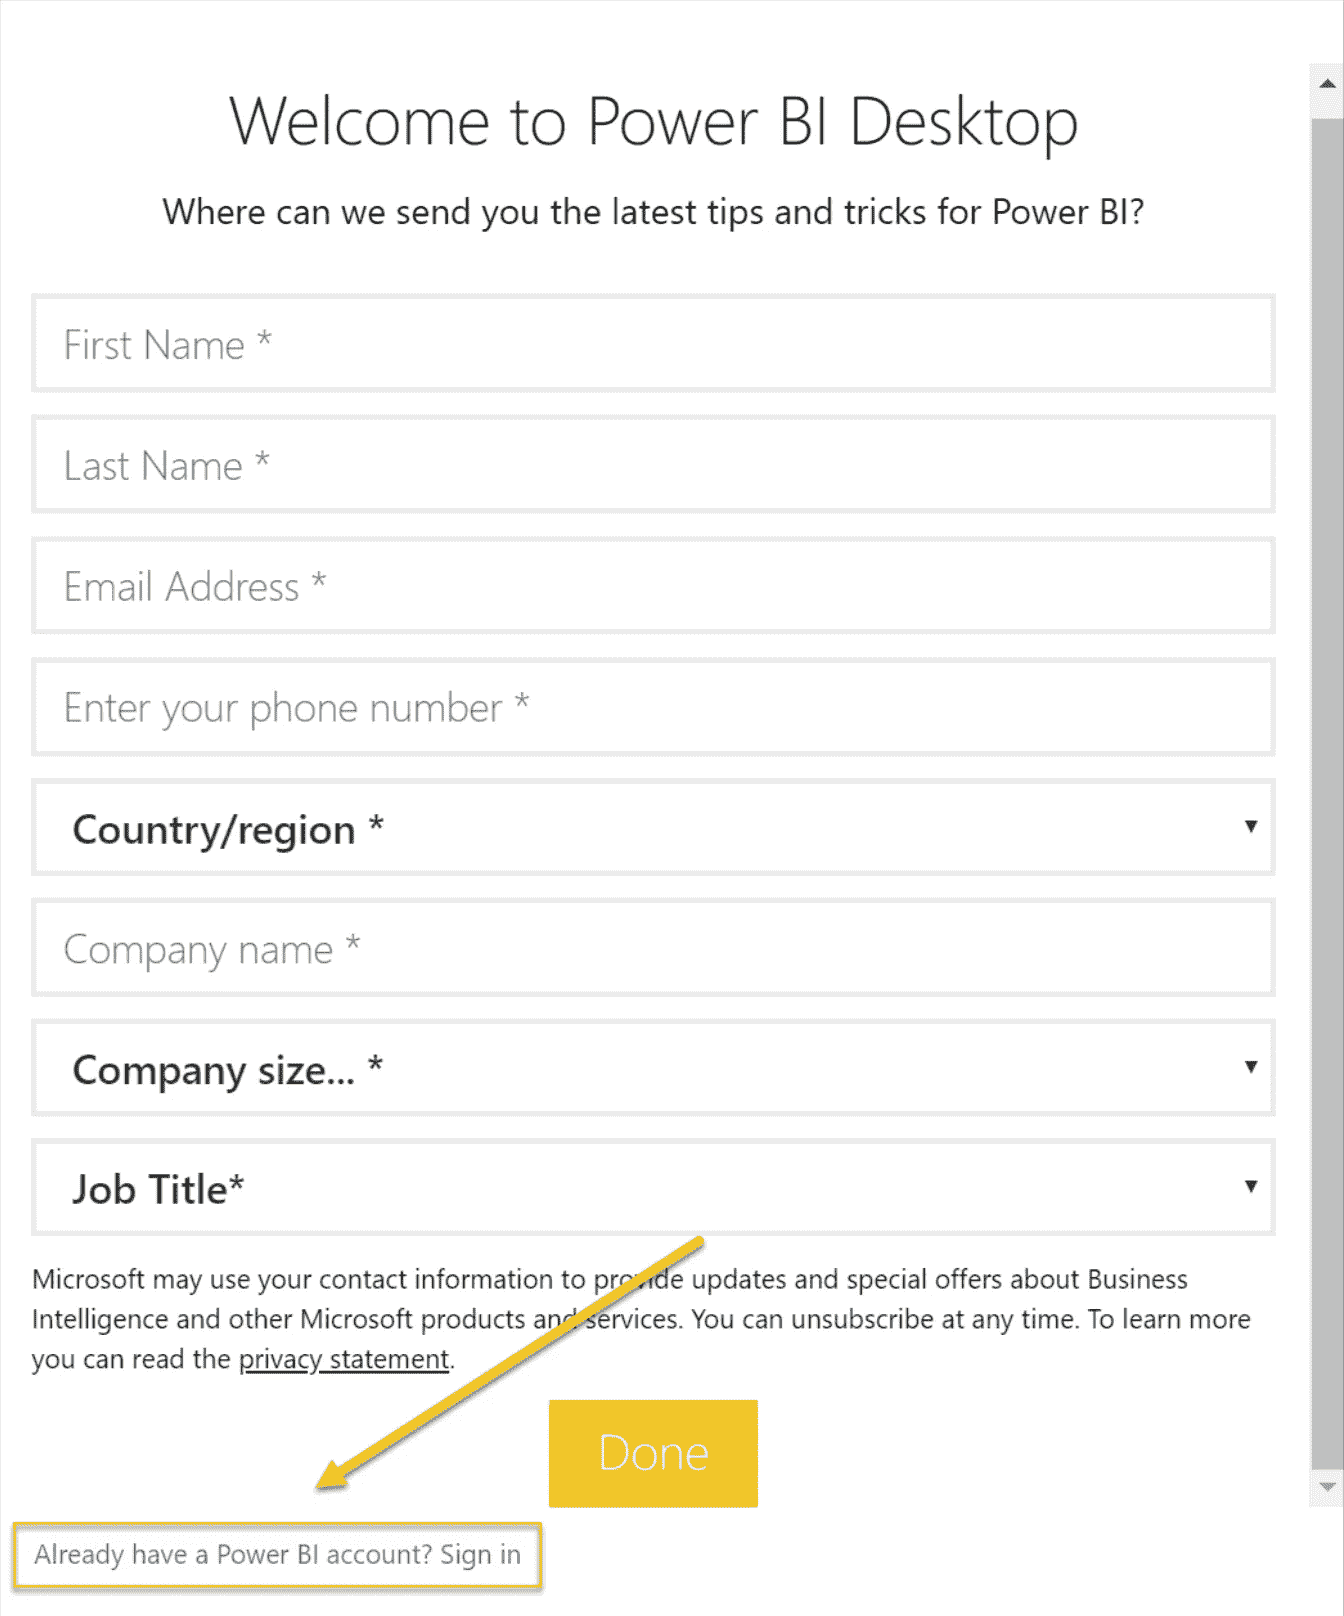 Welcome to Power BI Desktop
Where can we send you the latest tips and tricks for Power BI?
First Name *
Last Name *
Email Address *
Enter your phone number *
Country/region *
Company name *
Company size... *
Job Title*
Microsoft may use your contact information to provide updates and special offers about Business
Intelligence and other Microsoft products and services. You can unsubscribe at any time. To learn more
you can read the privacy statement.
Done
Already have a Power BI account? Sign in